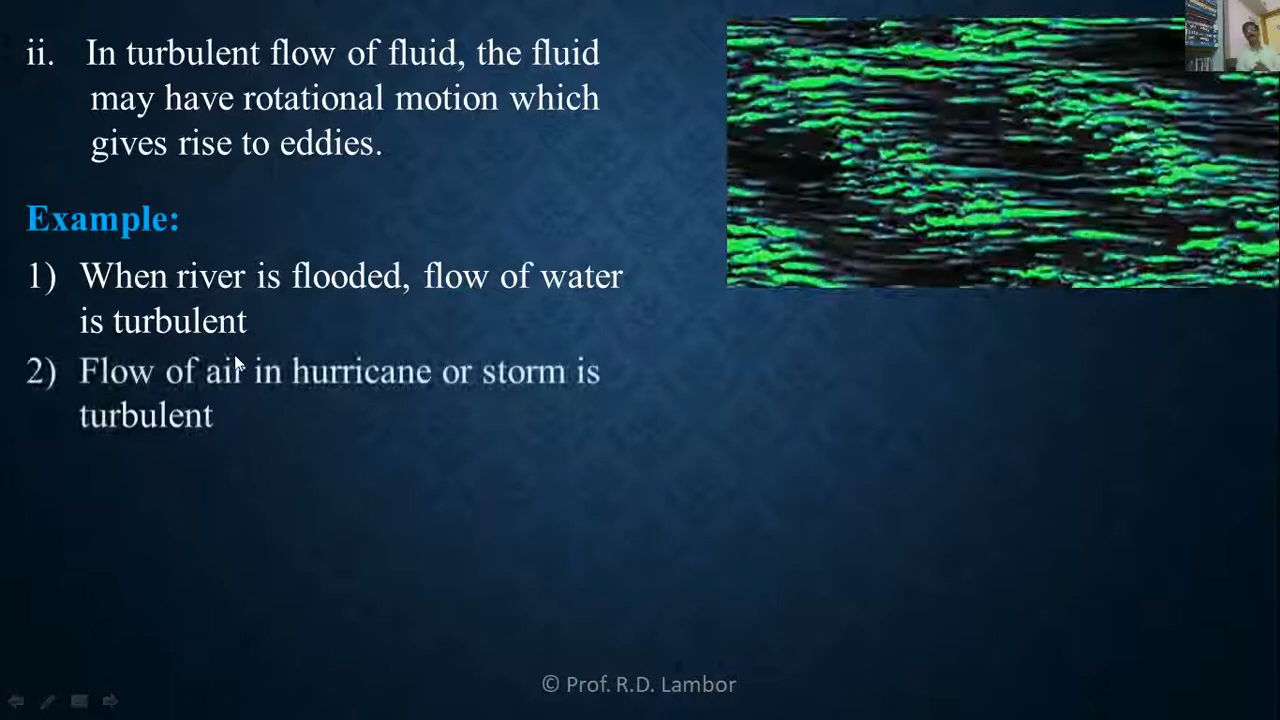 ii. In turbulent flow of fluid, the fluid
may have rotational motion which
gives rise to eddies.
Example:
1) When river is flooded, flow of water
is turbulent
2) Flow of air in hurricane or storm is
turbulent
© Prof. R.D. Lambor